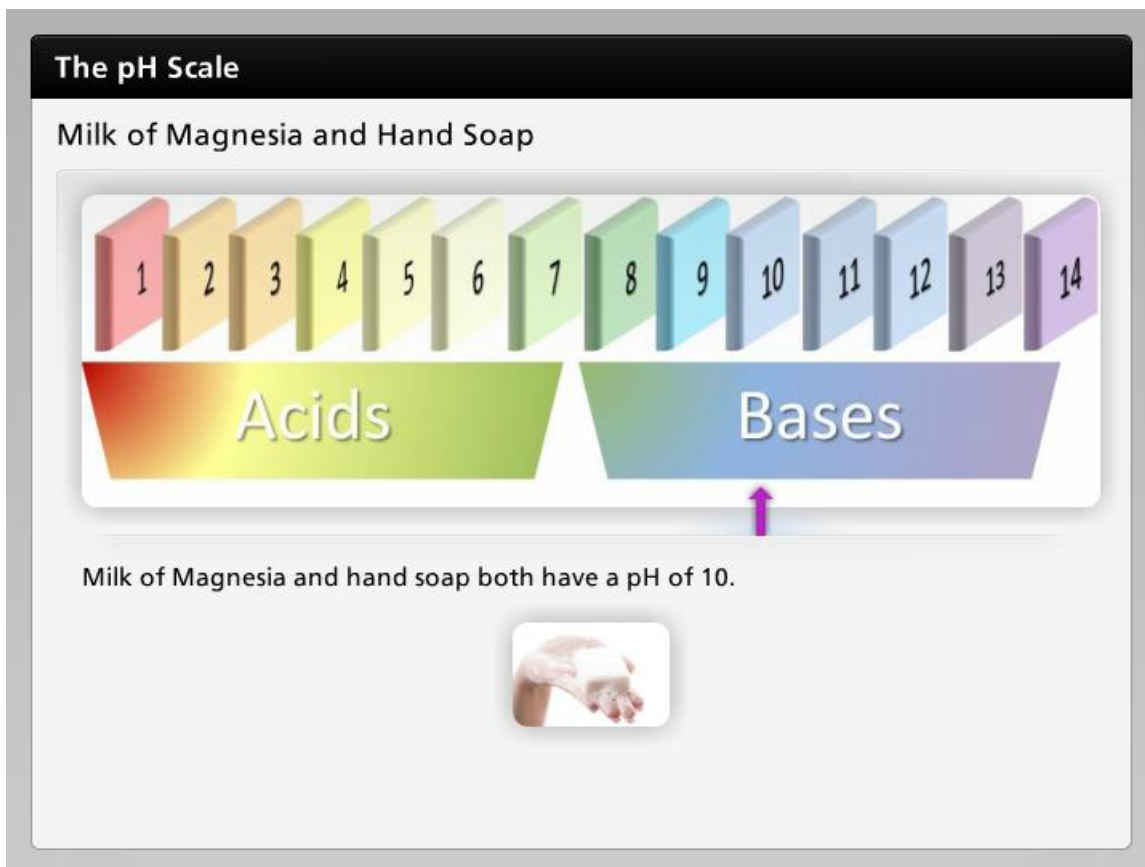 The pH Scale
Milk of Magnesia and Hand Soap
1 2 3 4 5 6 7 8 9 10 11 12 13 14
Acids Bases
Milk of Magnesia and hand soap both have a pH of 10.